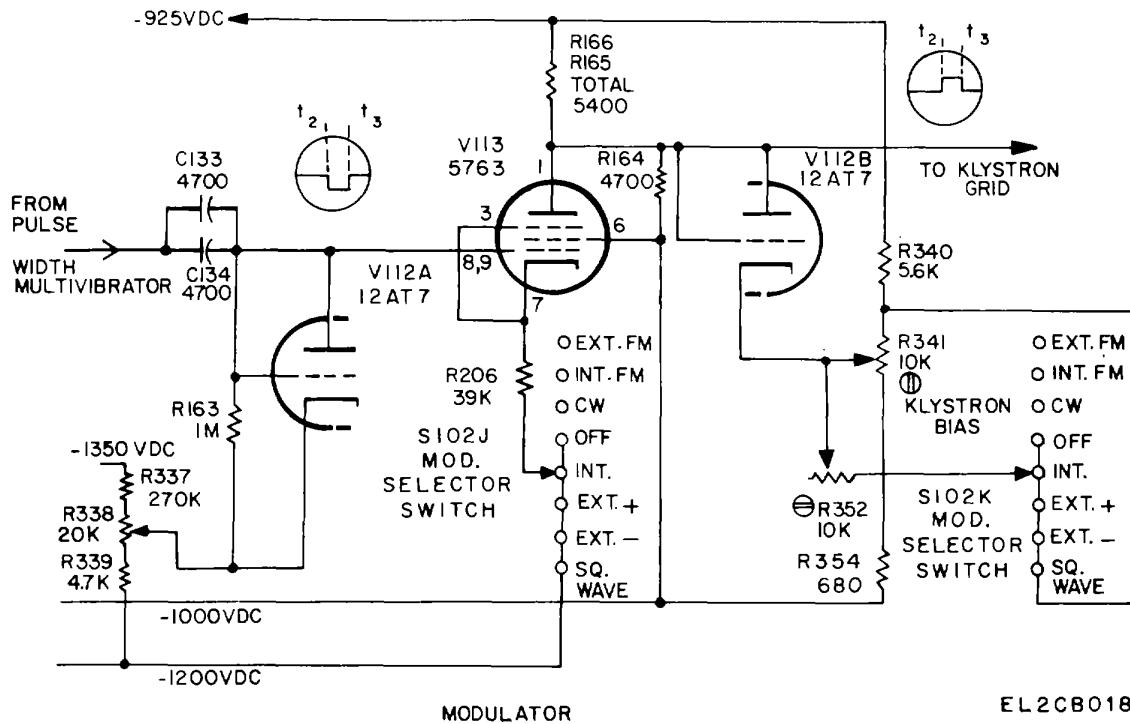 -925VDC
R166
R165
TOTAL
5400
t2 t3
t2 t3
C133
4700
V113
5763
1
R164
4700
V112B
12AT7
TO KLYSTRON
GRID
FROM
PULSE
WIDTH
MULTIVIBRATOR
C134
4700
V112A
12AT7
3
8,9
6
7
R340
5.6K
R163
1M
R206
39K
EXT. FM
INT. FM
CW
OFF
INT.
EXT. +
EXT. -
SQ.
WAVE
S102J
MOD.
SELECTOR
SWITCH
R341
10K
KLYSTRON
BIAS
EXT. FM
INT. FM
CW
OFF
INT.
EXT. +
EXT. -
SQ.
WAVE
-1350 VDC
R337
270K
R338
20K
R339
4.7K
R352
10K
S102K
MOD.
SELECTOR
SWITCH
R354
680
-1000VDC
-1200VDC
MODULATOR
EL2CB018